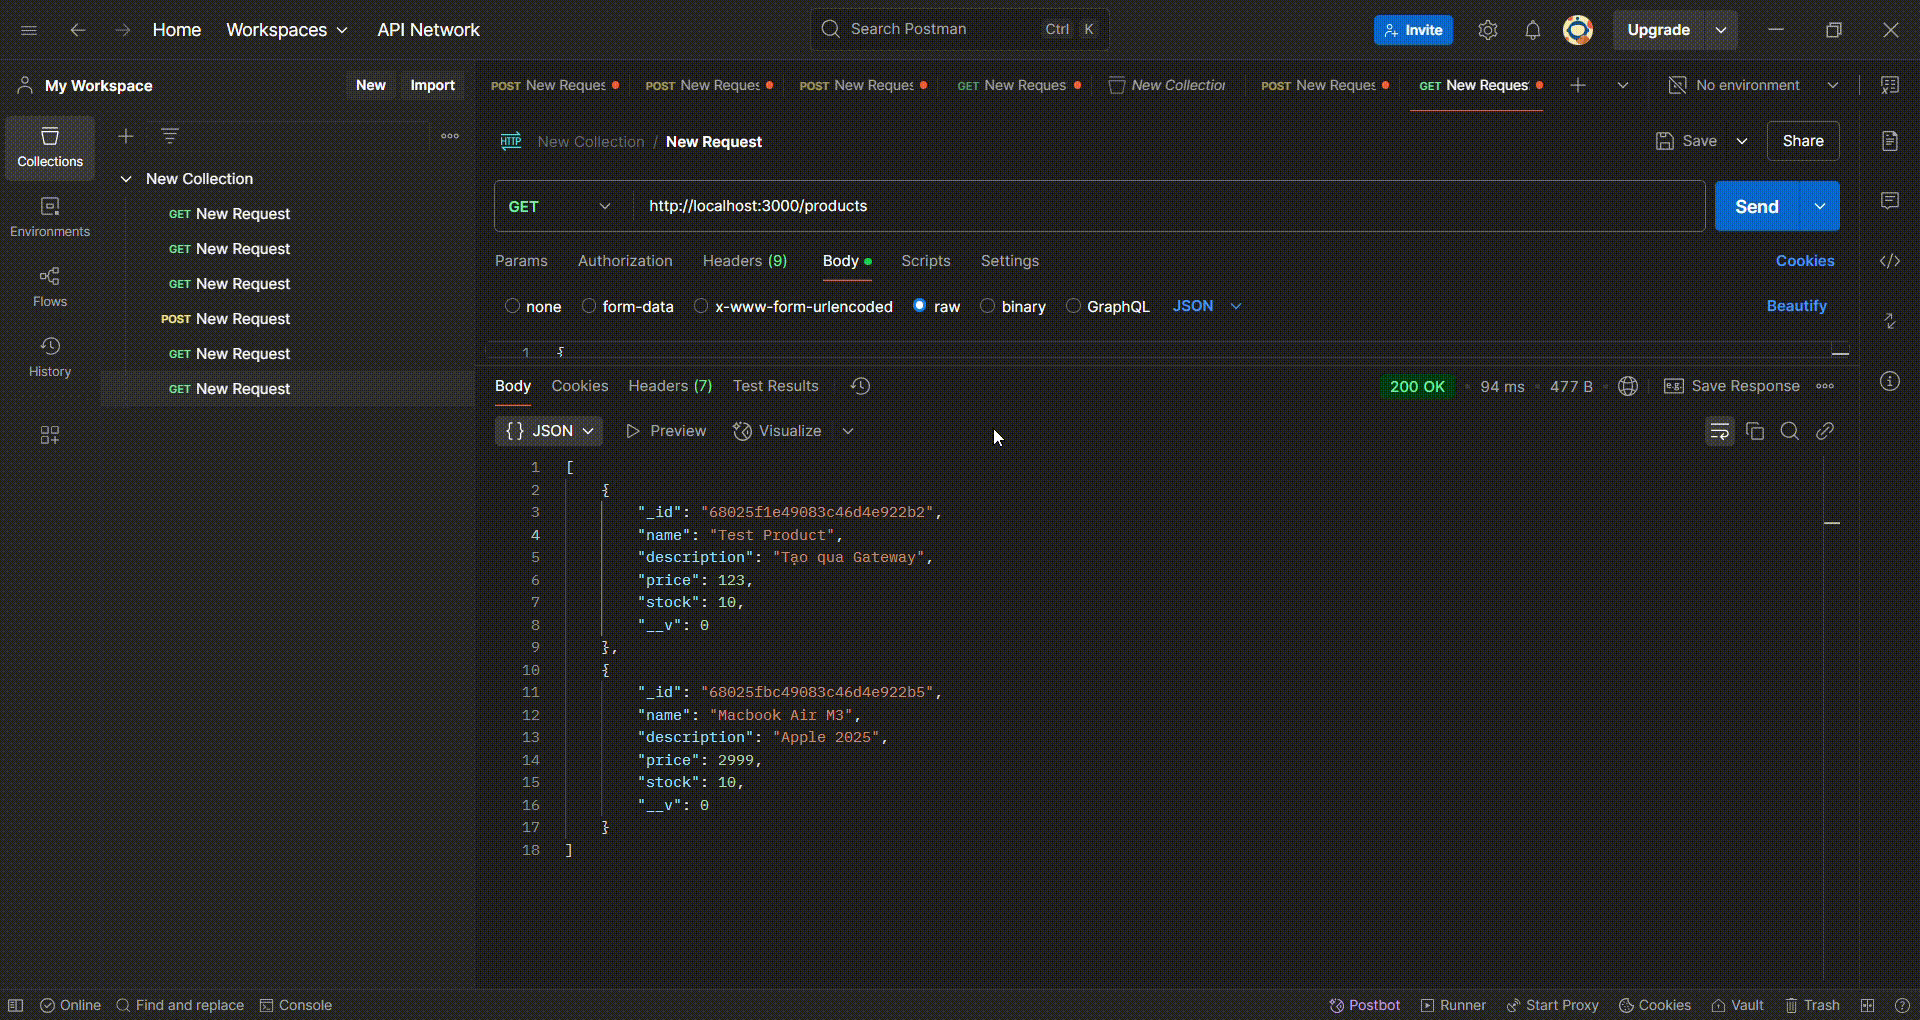 Home Workspaces API Network Search Postman Ctrl K Invite Upgrade
My Workspace New Import POST New Reques POST New Reques POST New Reques GET New Reques New Collection POST New Reques GET New Reques No environment
Collections
Environments
Flows
History
New Collection
GET New Request
GET New Request
GET New Request
POST New Request
GET New Request
GET New Request
HTTP New Collection / New Request Save Share
GET http://localhost:3000/products Send
Params Authorization Headers (9) Body Scripts Settings Cookies
none form-data x-www-form-urlencoded raw binary GraphQL JSON Beautify
1 {
Body Cookies Headers (7) Test Results 200 OK 94 ms 477 B e.g. Save Response
{} JSON Preview Visualize
1 [
2 {
3 "_id": "68025f1e49083c46d4e922b2",
4 "name": "Test Product",
5 "description": "Tạo qua Gateway",
6 "price": 123,
7 "stock": 10,
8 "__v": 0
9 },
10 {
11 "_id": "68025fbc49083c46d4e922b5",
12 "name": "Macbook Air M3",
13 "description": "Apple 2025",
14 "price": 2999,
15 "stock": 10,
16 "__v": 0
17 }
18 ]
Online Find and replace Console Postbot Runner Start Proxy Cookies Vault Trash